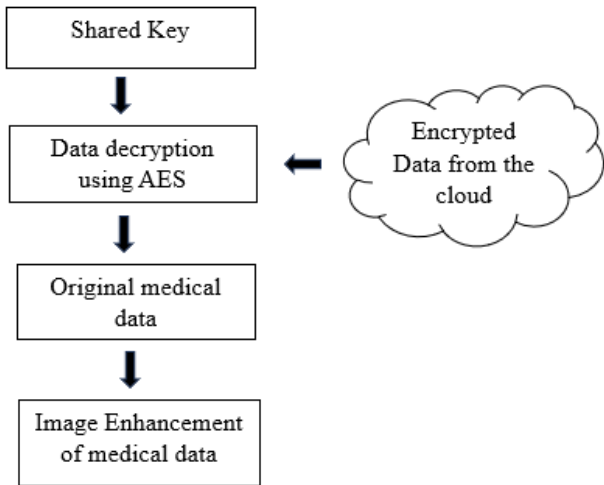 Shared Key
Data decryption
using AES
Encrypted
Data from the
cloud
Original medical
data
Image Enhancement
of medical data